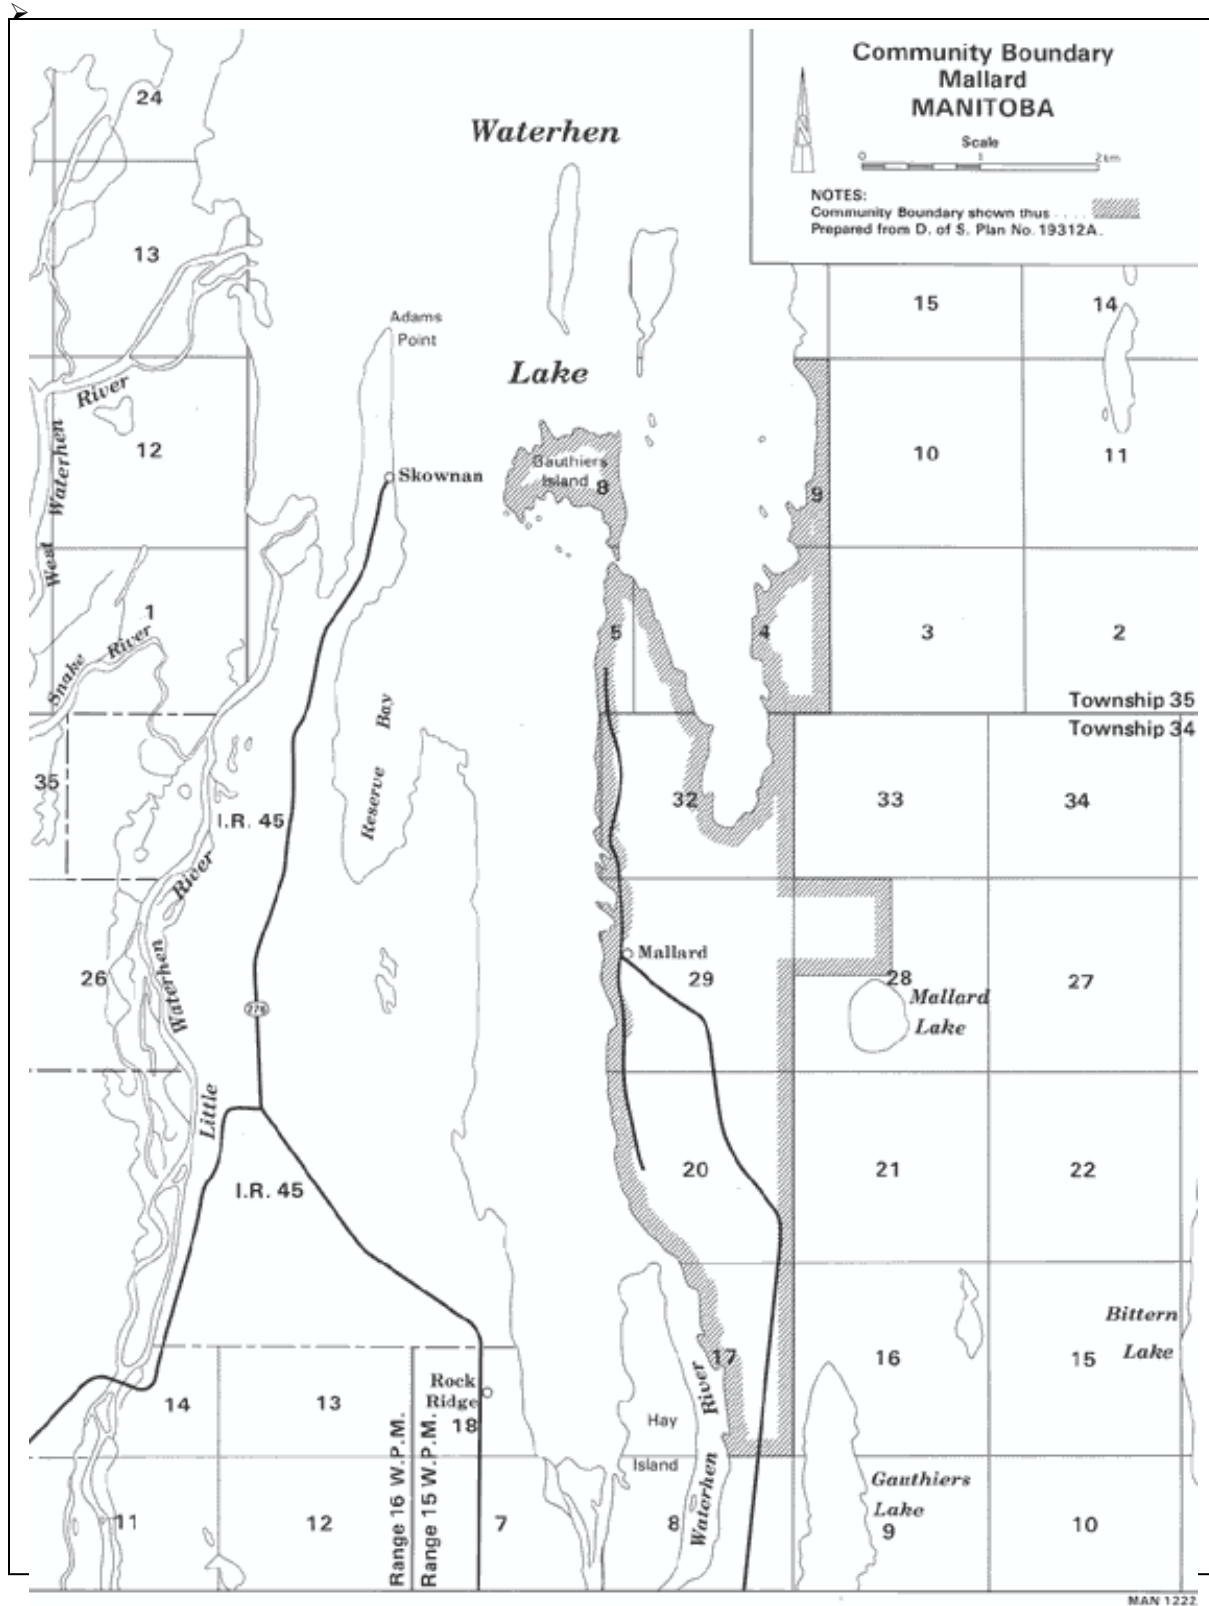 Community Boundary
Mallard
MANITOBA
Scale
0 1 2 km
NOTES:
Community Boundary shown thus . . . .
Prepared from D. of S. Plan No. 19312A.
24
Waterhen
13
15
14
Adams
Point
Lake
River
12
West Waterhen
Skownan
Gauthiers
Island
8
9
10
11
1
Snake River
5
4
3
2
Township 35
Township 34
Reserve Bay
35
I.R. 45
32
33
34
River
Mallard
26
Waterhen
29
28
27
Mallard
Lake
276
Little
20
21
22
I.R. 45
Bittern
Lake
17
16
15
Rock
Ridge
14
13
18
Range 16 W.P.M.
Range 15 W.P.M.
Hay
Island
Waterhen River
Gauthiers
Lake
11
12
7
8
9
10
MAN 1222